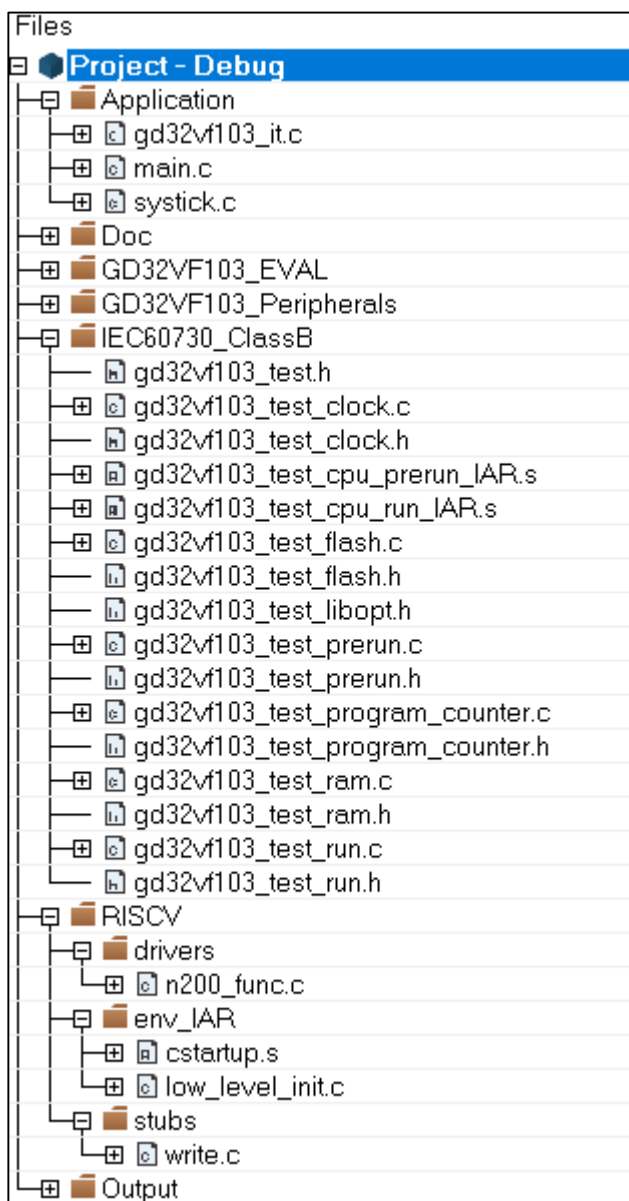 Files
Project - Debug
Application
gd32vf103_it.c
main.c
systick.c
Doc
GD32VF103_EVAL
GD32VF103_Peripherals
IEC60730_ClassB
gd32vf103_test.h
gd32vf103_test_clock.c
gd32vf103_test_clock.h
gd32vf103_test_cpu_prerun_IAR.s
gd32vf103_test_cpu_run_IAR.s
gd32vf103_test_flash.c
gd32vf103_test_flash.h
gd32vf103_test_libopt.h
gd32vf103_test_prerun.c
gd32vf103_test_prerun.h
gd32vf103_test_program_counter.c
gd32vf103_test_program_counter.h
gd32vf103_test_ram.c
gd32vf103_test_ram.h
gd32vf103_test_run.c
gd32vf103_test_run.h
RISCV
drivers
n200_func.c
env_IAR
cstartup.s
low_level_init.c
stubs
write.c
Output